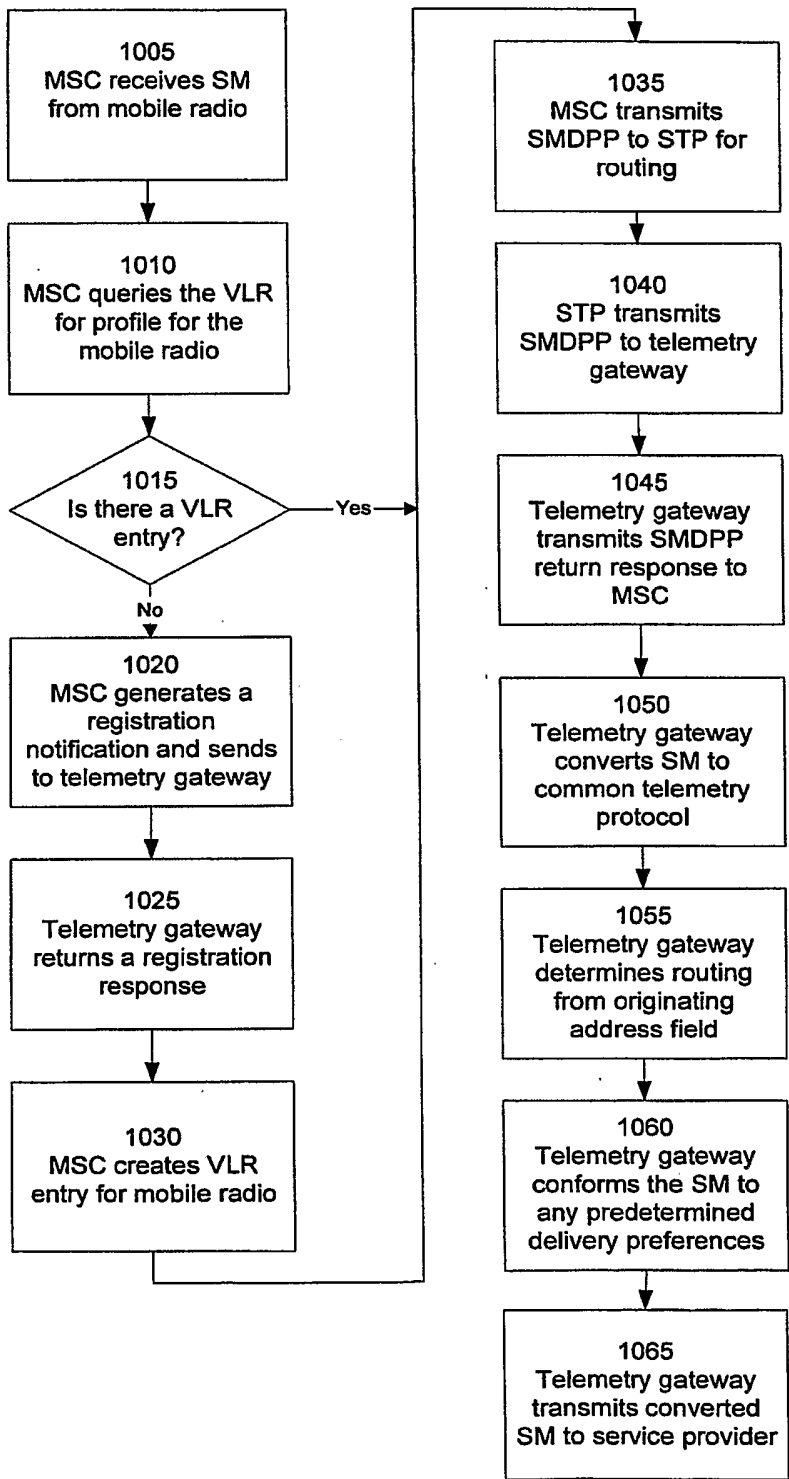 1005
MSC receives SM
from mobile radio
1010
MSC queries the VLR
for profile for the
mobile radio
1015
Is there a VLR
entry?
Yes
No
1020
MSC generates a
registration
notification and sends
to telemetry gateway
1025
Telemetry gateway
returns a registration
response
1030
MSC creates VLR
entry for mobile radio
1035
MSC transmits
SMDPP to STP for
routing
1040
STP transmits
SMDPP to telemetry
gateway
1045
Telemetry gateway
transmits SMDPP
return response to
MSC
1050
Telemetry gateway
converts SM to
common telemetry
protocol
1055
Telemetry gateway
determines routing
from originating
address field
1060
Telemetry gateway
conforms the SM to
any predetermined
delivery preferences
1065
Telemetry gateway
transmits converted
SM to service provider